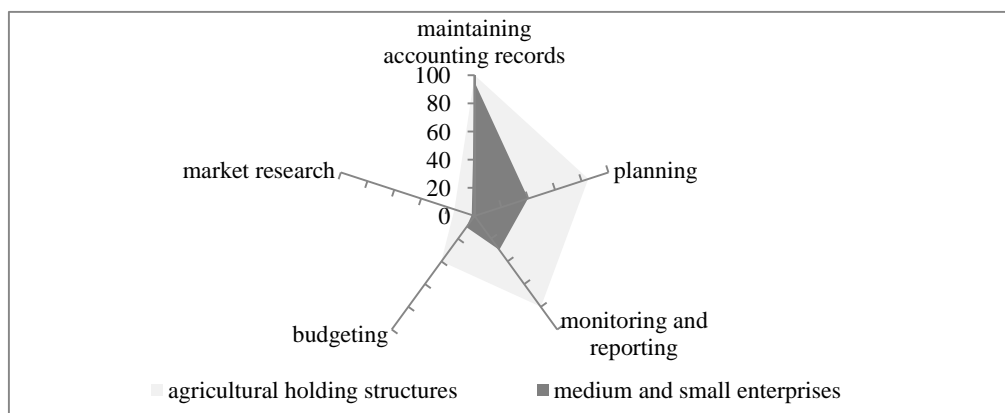 maintaining
accounting records
100
80
60
40
20
0
market research
planning
budgeting
monitoring and
reporting
agricultural holding structures
medium and small enterprises